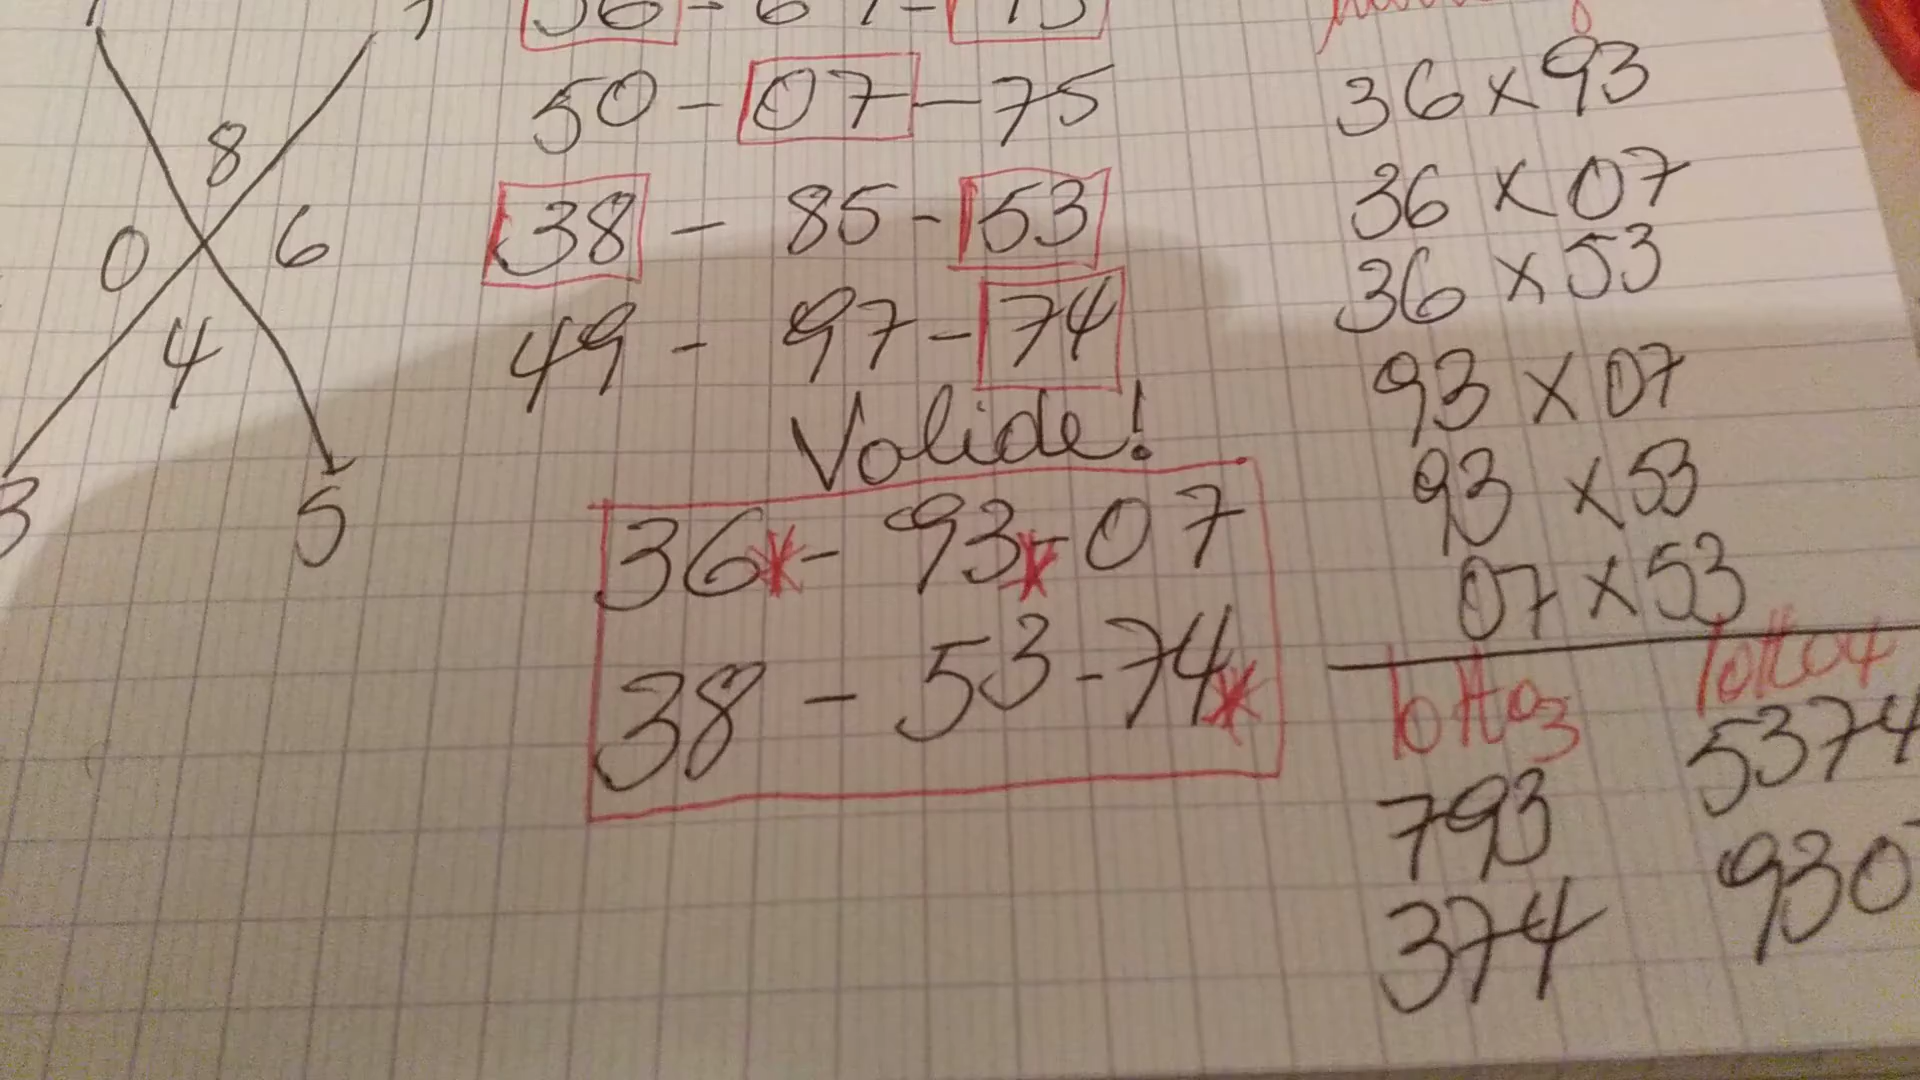 8
0 6
4
3 5
50 - 07 - 75
38 - 85 - 53
49 - 97 - 74
Valide!
36* - 93* - 07
38 - 53 - 74*
36 x 93
36 x 07
36 x 53
93 x 07
93 x 53
07 x 53
lotto3 lotto4
793 5374
374 930